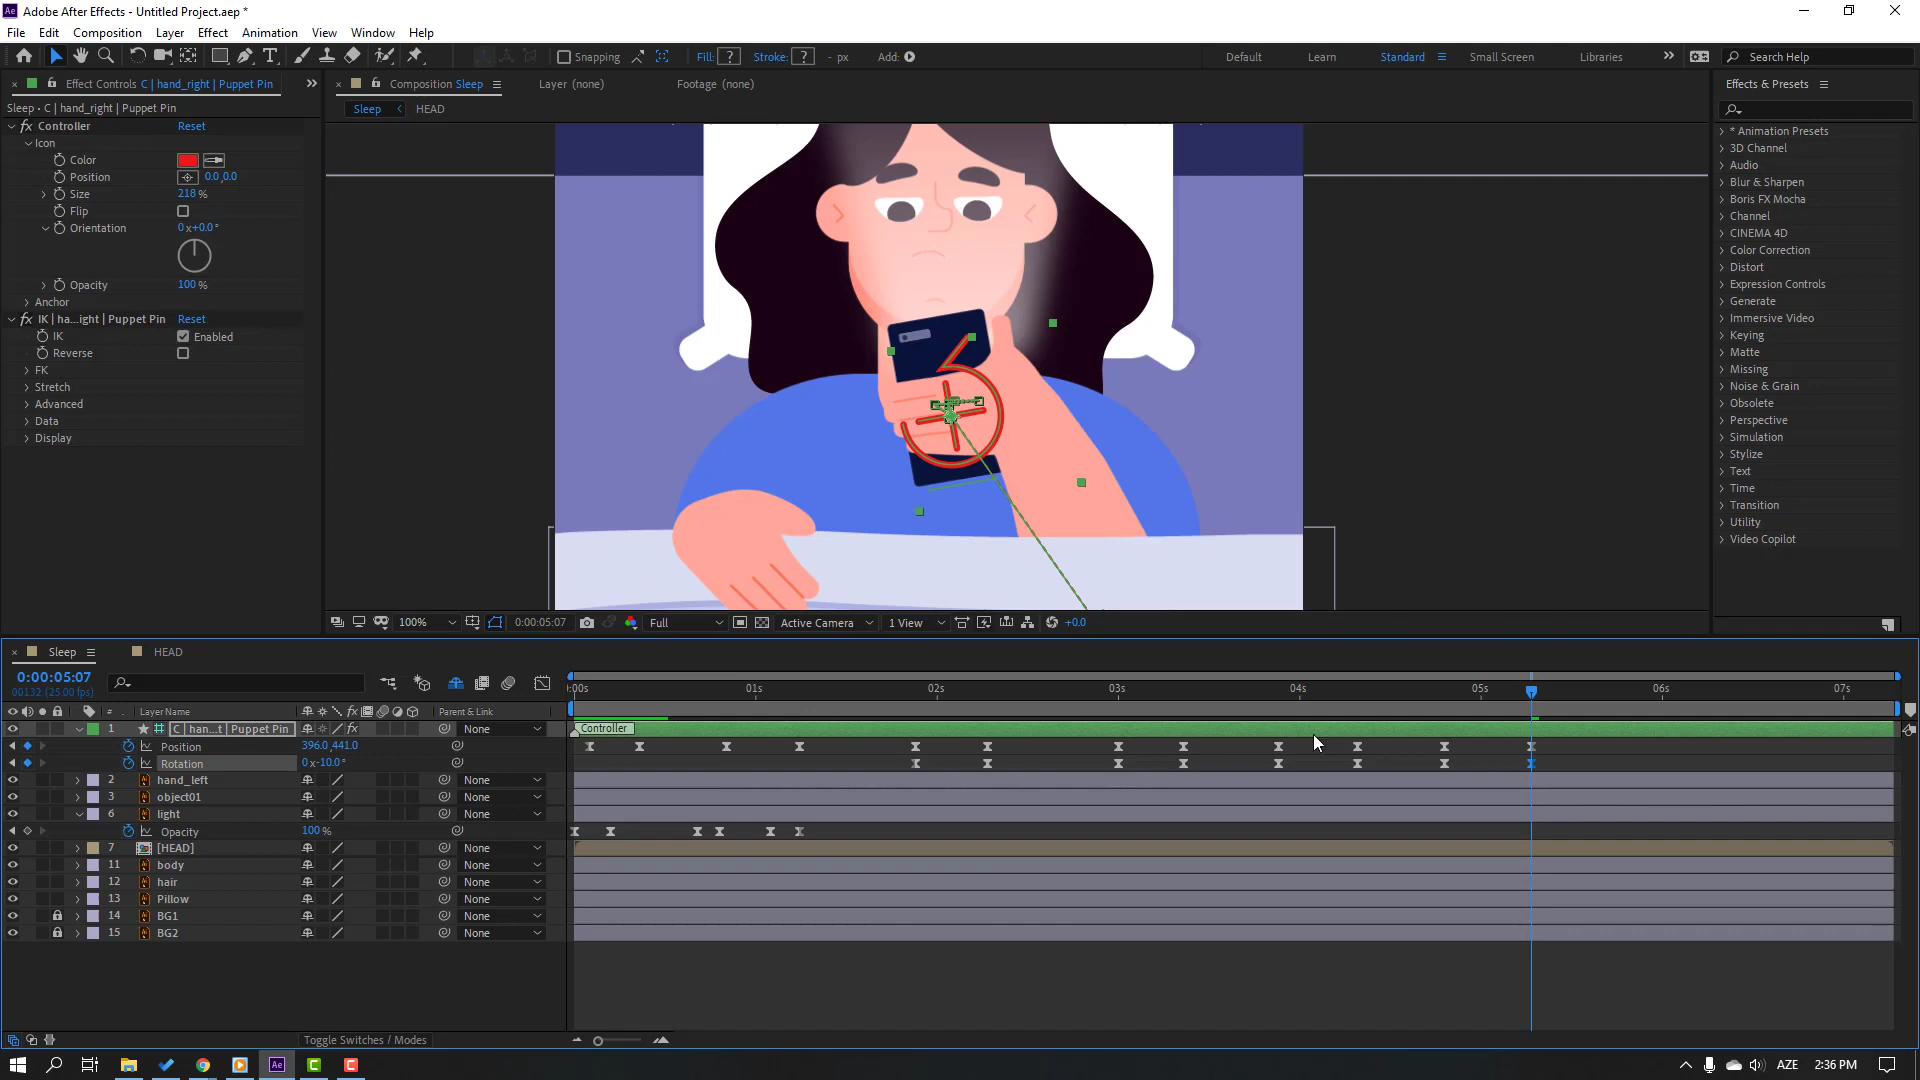 Adobe After Effects - Untitled Project.aep *
File Edit Composition Layer Effect Animation View Window Help
Snapping Fill: ? Stroke: ? - px Add: Default Learn Standard Small Screen Libraries Search Help
Effect Controls C | hand_right | Puppet Pin
Composition Sleep Layer (none) Footage (none)
Effects & Presets
Sleep • C | hand_right | Puppet Pin
Sleep HEAD
fx Controller Reset
Icon
Color
Position 0.0,0.0
Size 218 %
Flip
Orientation 0x+0.0°
Opacity 100 %
Anchor
fx IK | ha...ight | Puppet Pin Reset
IK Enabled
Reverse
FK
Stretch
Advanced
Data
Display
* Animation Presets
3D Channel
Audio
Blur & Sharpen
Boris FX Mocha
Channel
CINEMA 4D
Color Correction
Distort
Expression Controls
Generate
Immersive Video
Keying
Matte
Missing
Noise & Grain
Obsolete
Perspective
Simulation
Stylize
Text
Time
Transition
Utility
Video Copilot
100% 0:00:05:07 Full Active Camera 1 View +0.0
Sleep HEAD
0:00:05:07
00132 (25.00 fps)
:00s 01s 02s 03s 04s 05s 06s 07s
# Layer Name fx Parent & Link
1 C | han...t | Puppet Pin fx None Controller
Position 396.0,441.0
Rotation 0x-10.0°
2 hand_left None
3 object01 None
6 light None
Opacity 100 %
7 [HEAD] None
11 body None
12 hair None
13 Pillow None
14 BG1 None
15 BG2 None
Toggle Switches / Modes
Ae AZE 2:36 PM